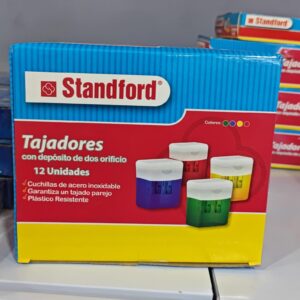 Standford
Standford®
Colores:
Tajadores
con depósito de dos orificio
12 Unidades
Cuchillas de acero inoxidable
Garantiza un tajado parejo
Plástico Resistente